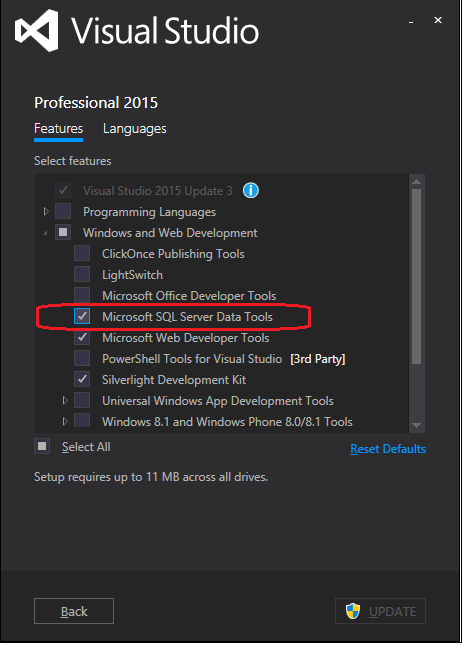 Visual Studio
Professional 2015
Features Languages
Select features
Visual Studio 2015 Update 3
Programming Languages
Windows and Web Development
ClickOnce Publishing Tools
LightSwitch
Microsoft Office Developer Tools
Microsoft SQL Server Data Tools
Microsoft Web Developer Tools
PowerShell Tools for Visual Studio [3rd Party]
Silverlight Development Kit
Universal Windows App Development Tools
Windows 8.1 and Windows Phone 8.0/8.1 Tools
Select All Reset Defaults
Setup requires up to 11 MB across all drives.
Back UPDATE